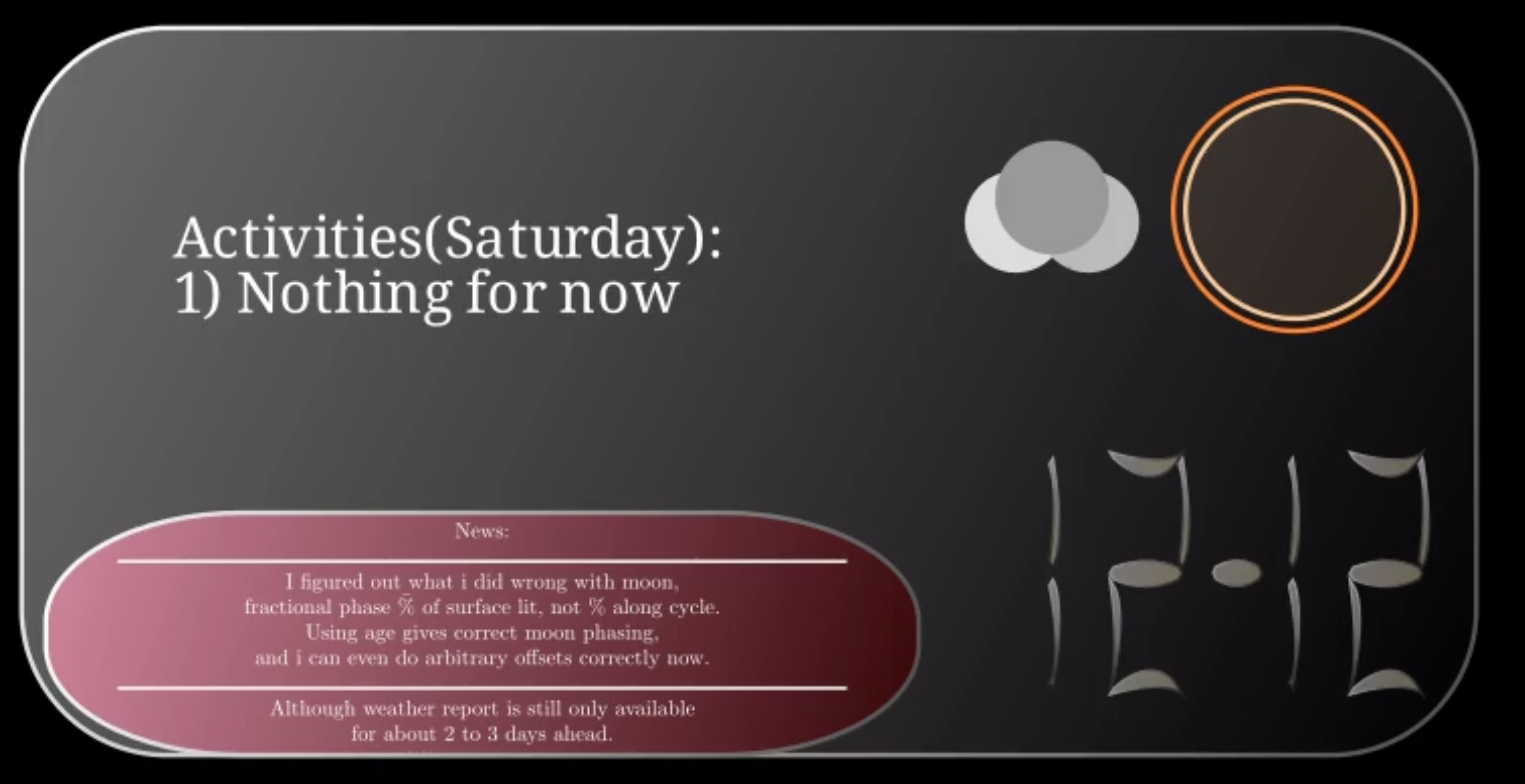 Activities(Saturday):
1) Nothing for now
12-12
News:
I figured out what i did wrong with moon,
fractional phase % of surface lit, not % along cycle.
Using age gives correct moon phasing,
and i can even do arbitrary offsets correctly now.
Although weather report is still only available
for about 2 to 3 days ahead.